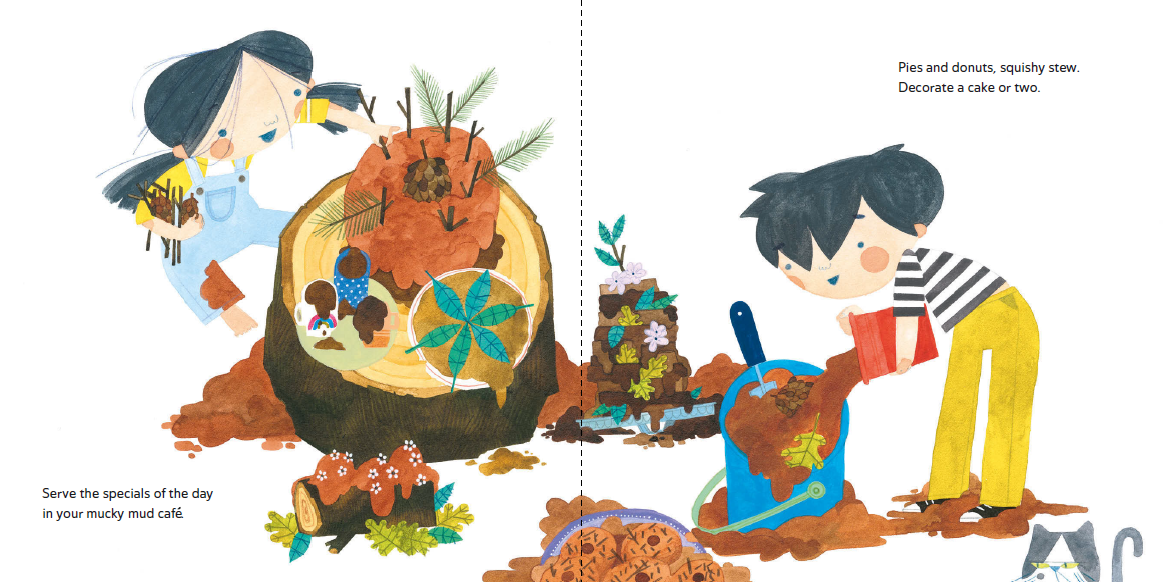 Serve the specials of the day
in your mucky mud café.
Pies and donuts, squishy stew.
Decorate a cake or two.